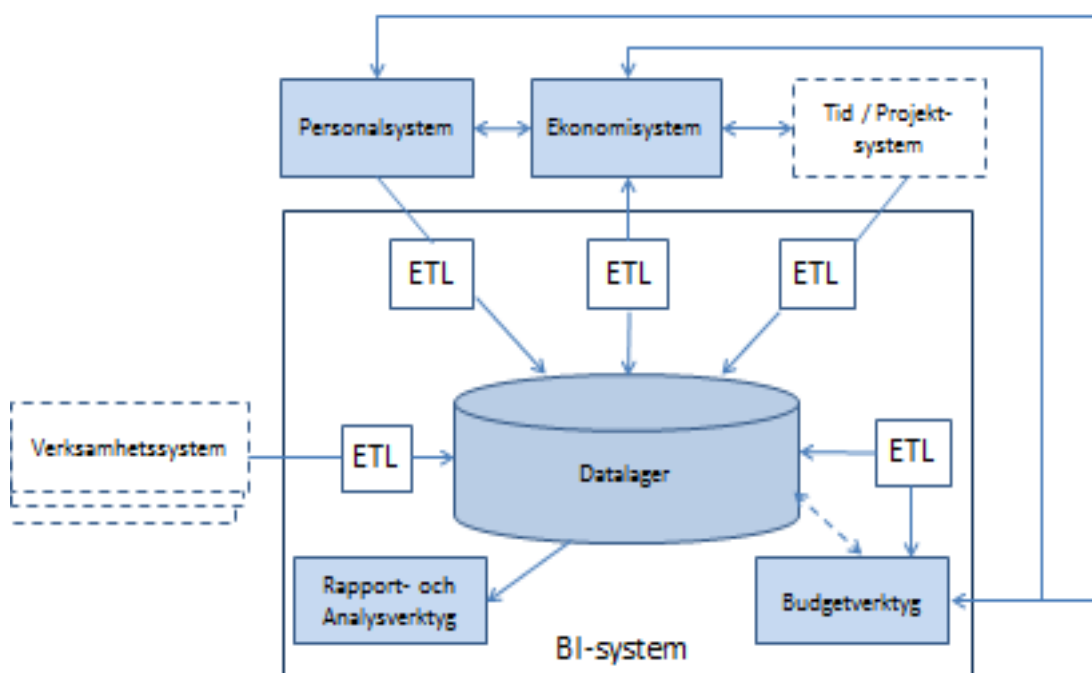 Personalsystem
Ekonomisystem
Tid / Projekt-
system
ETL
ETL
ETL
Verksamhetssystem
ETL
Datalager
ETL
Rapport- och
Analysverktyg
Budgetverktyg
BI-system